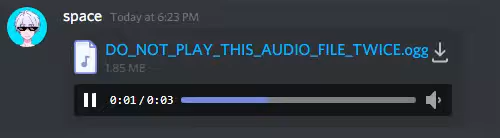 space Today at 6:23 PM
DO_NOT_PLAY_THIS_AUDIO_FILE_TWICE.ogg
1.85 MB
0:01/0:03